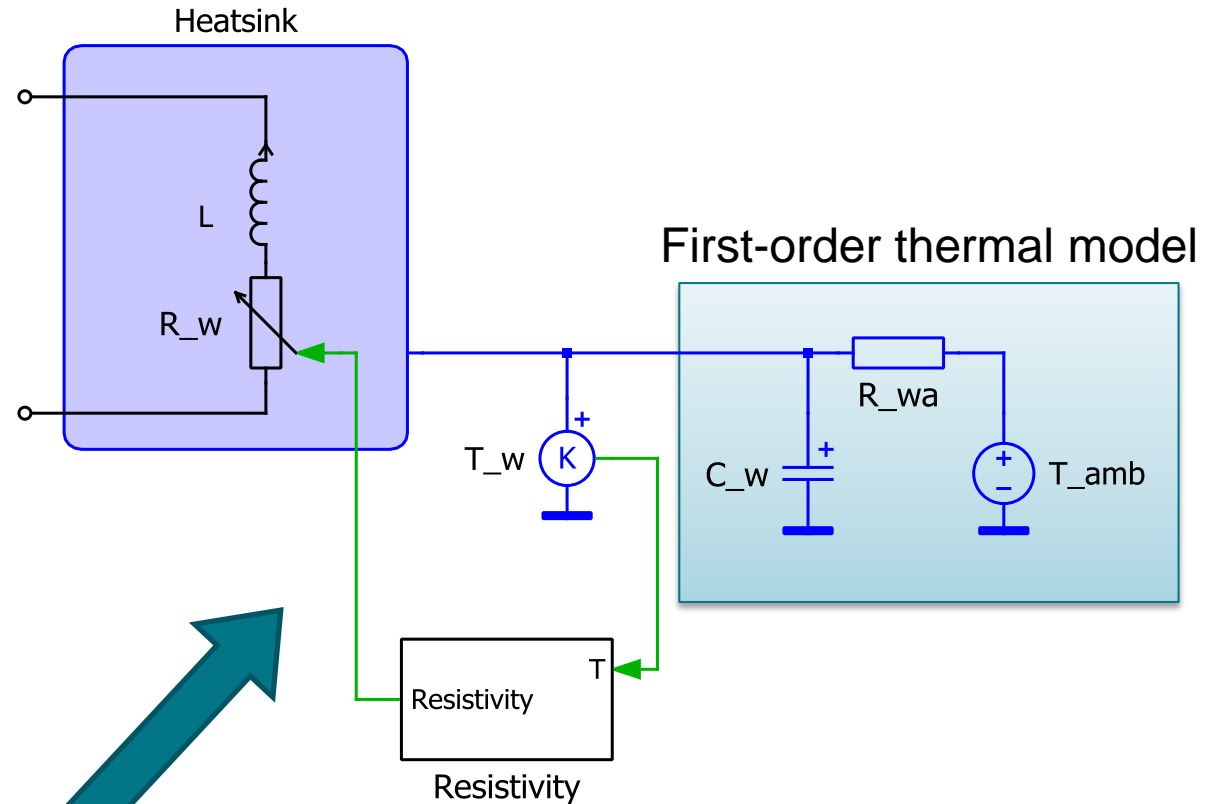 Heatsink
L
R_w
First-order thermal model
R_wa
+
T_w
K
C_w
+
+
−
T_amb
T
Resistivity
Resistivity